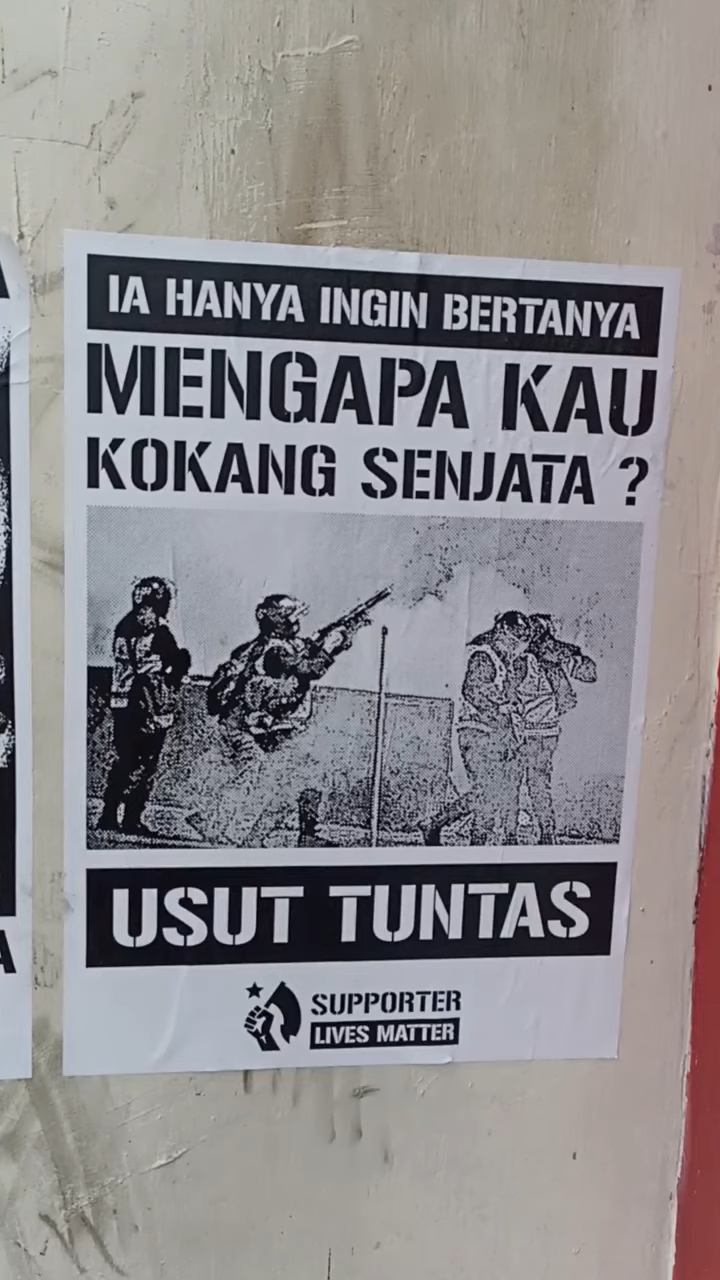 IA HANYA INGIN BERTANYA
MENGAPA KAU
KOKANG SENJATA ?
USUT TUNTAS
SUPPORTER
LIVES MATTER
A